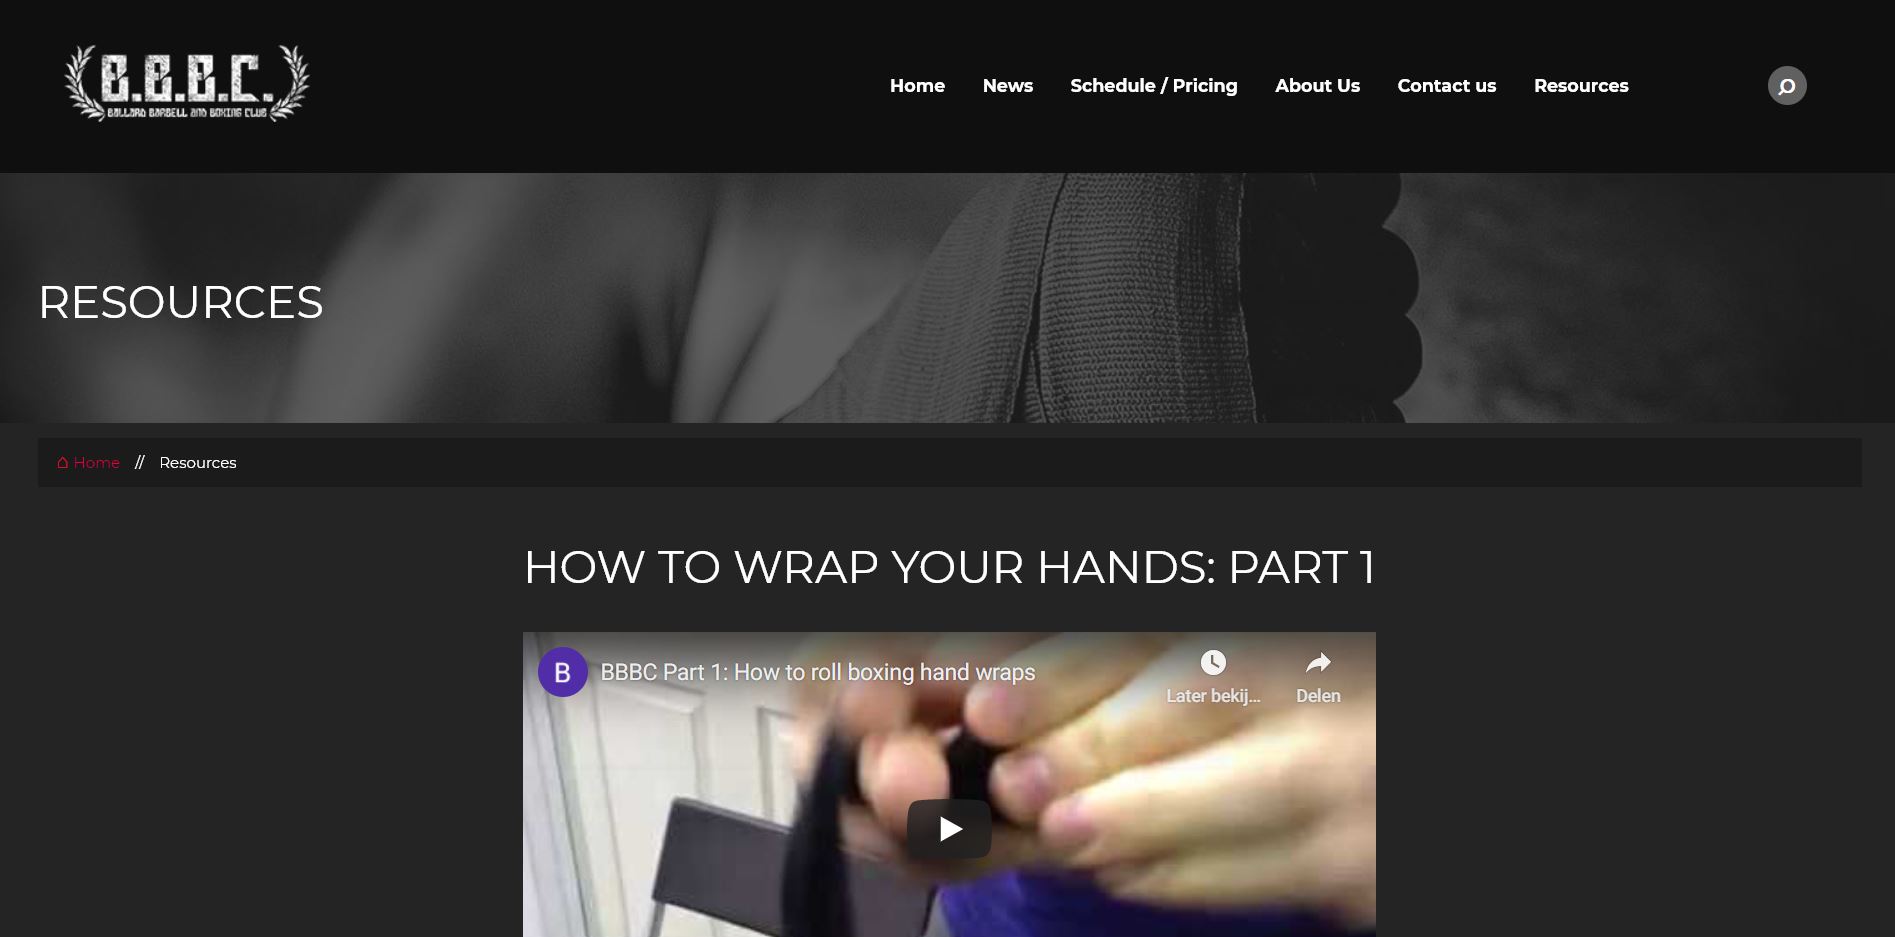 B.B.B.C.
BALLARD BARBELL AND BOXING CLUB
Home News Schedule / Pricing About Us Contact us Resources
RESOURCES
Home // Resources
HOW TO WRAP YOUR HANDS: PART 1
B BBBC Part 1: How to roll boxing hand wraps
Later bekij... Delen